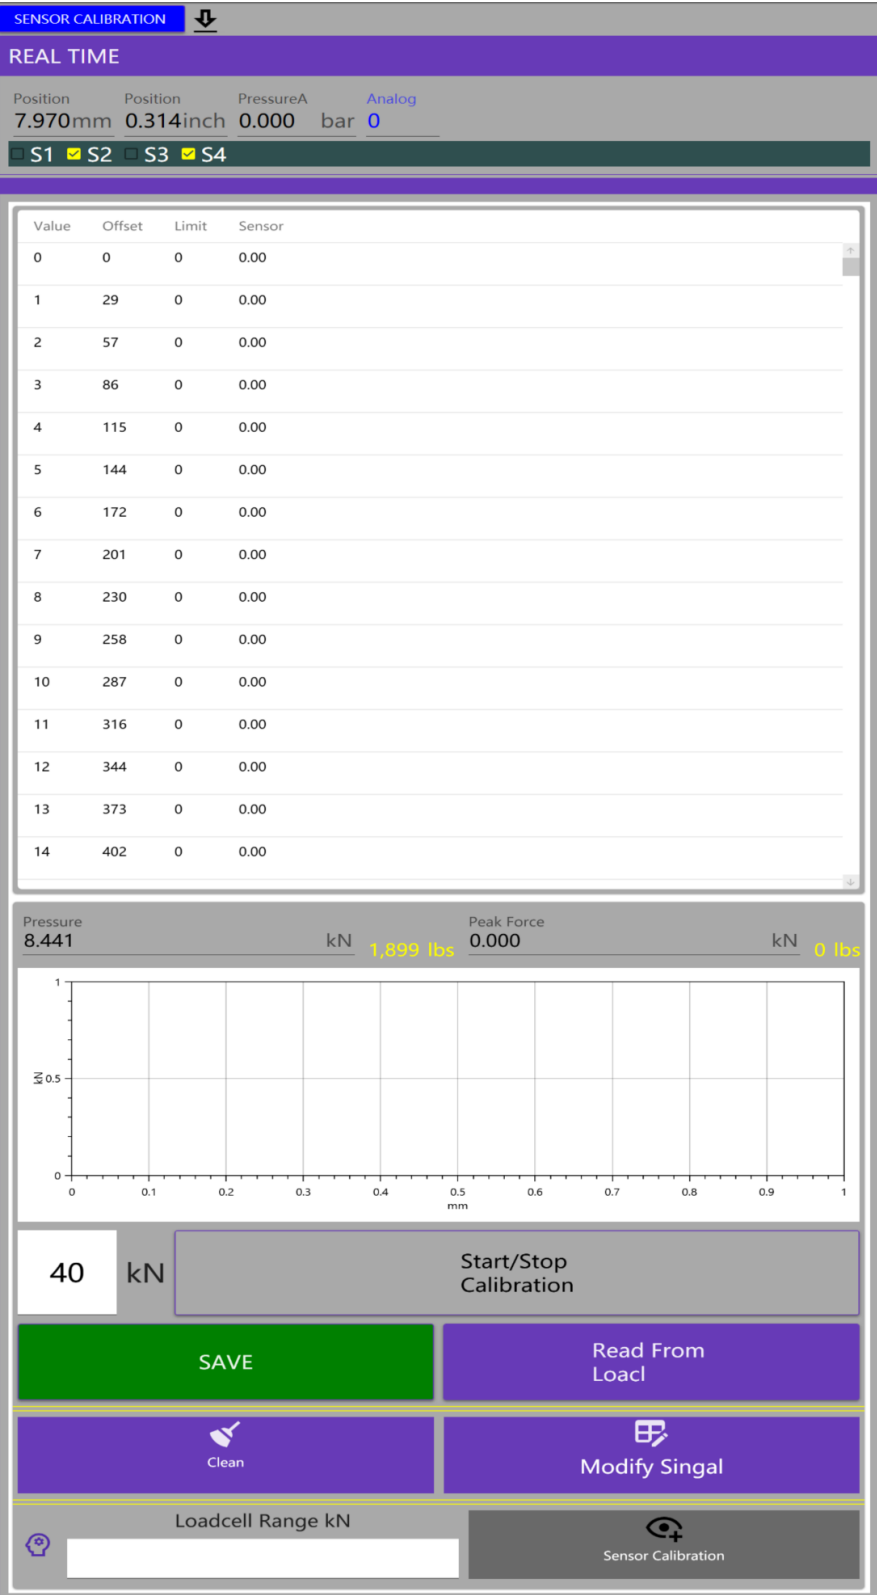 SENSOR CALIBRATION
REAL TIME
Position Position PressureA Analog
7.970mm 0.314inch 0.000 bar 0
S1 S2 S3 S4
Value Offset Limit Sensor
0 0 0 0.00
1 29 0 0.00
2 57 0 0.00
3 86 0 0.00
4 115 0 0.00
5 144 0 0.00
6 172 0 0.00
7 201 0 0.00
8 230 0 0.00
9 258 0 0.00
10 287 0 0.00
11 316 0 0.00
12 344 0 0.00
13 373 0 0.00
14 402 0 0.00
Pressure Peak Force
8.441 kN 1,899 lbs 0.000 kN 0 lbs
1
kN 0.5
0
0 0.1 0.2 0.3 0.4 0.5 0.6 0.7 0.8 0.9 1
mm
40 kN Start/Stop
Calibration
SAVE
Read From
Loacl
Clean
Modify Singal
Loadcell Range kN
Sensor Calibration